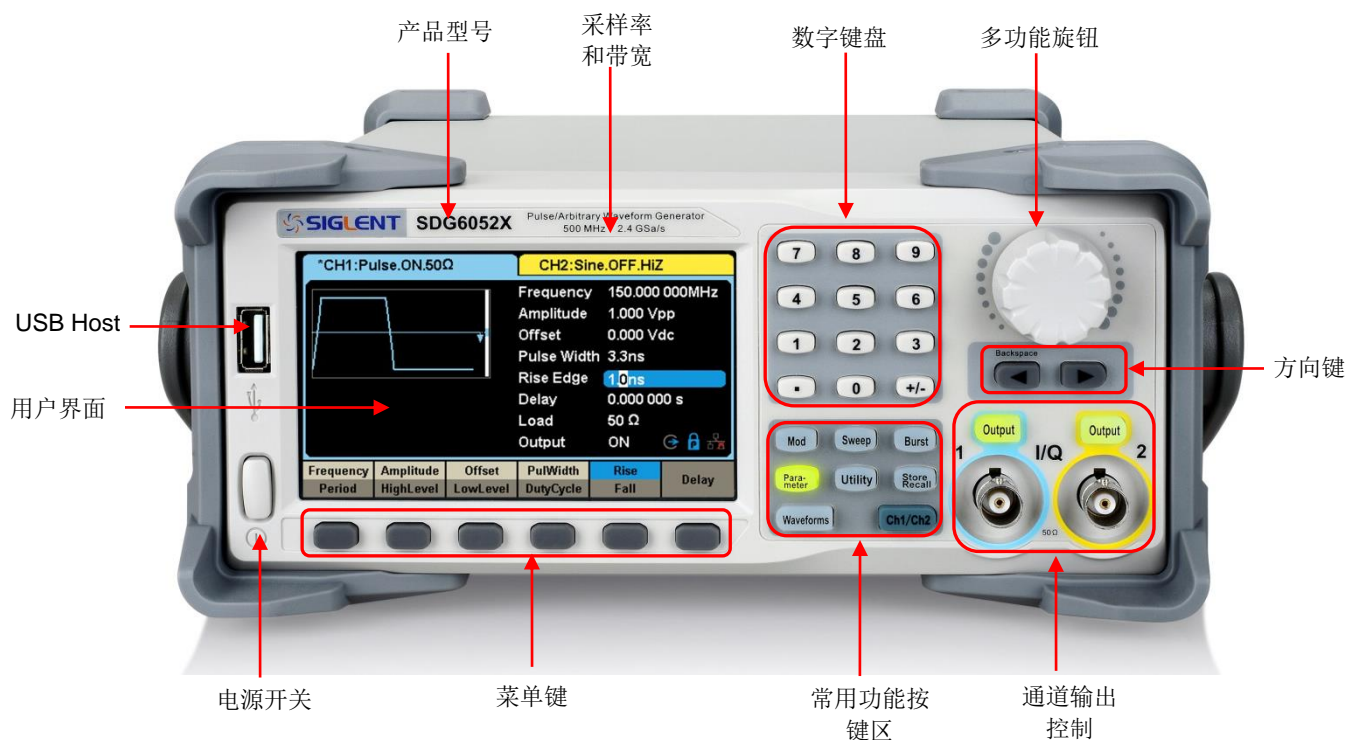 产品型号
采样率
和带宽
数字键盘
多功能旋钮
SIGLENT SDG6052X
Pulse/Arbitrary Waveform Generator
500 MHz 2.4 GSa/s
*CH1:Pulse.ON.50Ω
CH2:Sine.OFF.HiZ
Frequency 150.000 000MHz
Amplitude 1.000 Vpp
Offset 0.000 Vdc
Pulse Width 3.3ns
Rise Edge 1.0ns
Delay 0.000 000 s
Load 50 Ω
Output ON
Frequency Amplitude Offset PulWidth Rise Delay
Period HighLevel LowLevel DutyCycle Fall
7 8 9
4 5 6
1 2 3
. 0 +/-
Mod Sweep Burst
Para-
meter
Utility
Store
Recall
Waveforms Ch1/Ch2
Backspace
Output Output
1 I/Q 2
50Ω
USB Host
用户界面
方向键
电源开关
菜单键
常用功能按
键区
通道输出
控制